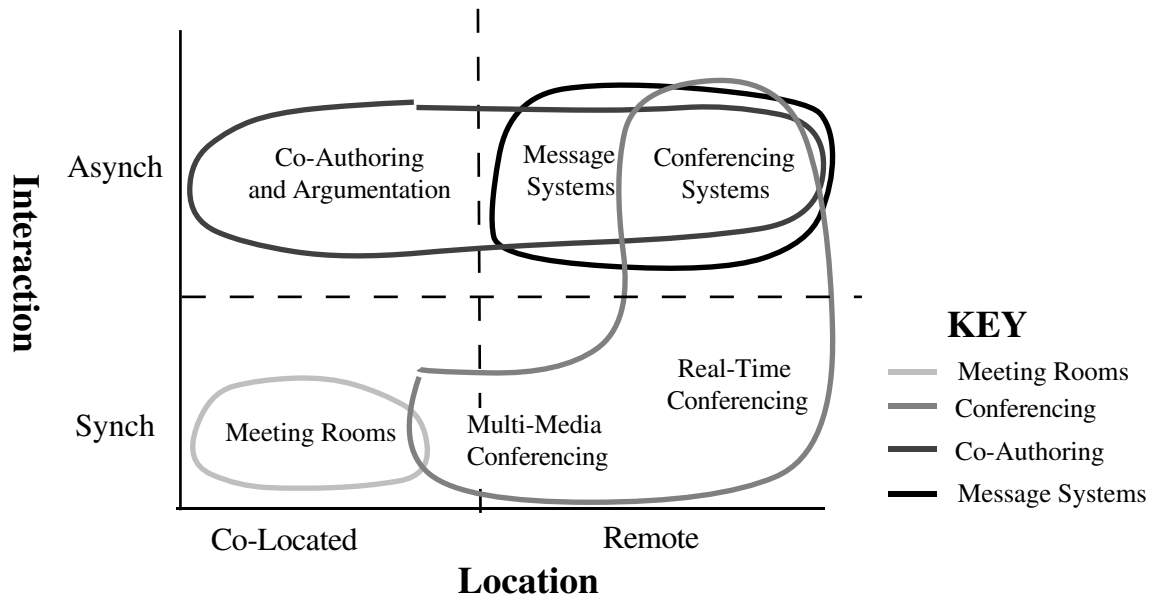 Interaction
Asynch
Synch
Co-Authoring
and Argumentation
Message
Systems
Conferencing
Systems
Real-Time
Conferencing
Meeting Rooms
Multi-Media
Conferencing
Co-Located
Remote
Location
KEY
Meeting Rooms
Conferencing
Co-Authoring
Message Systems